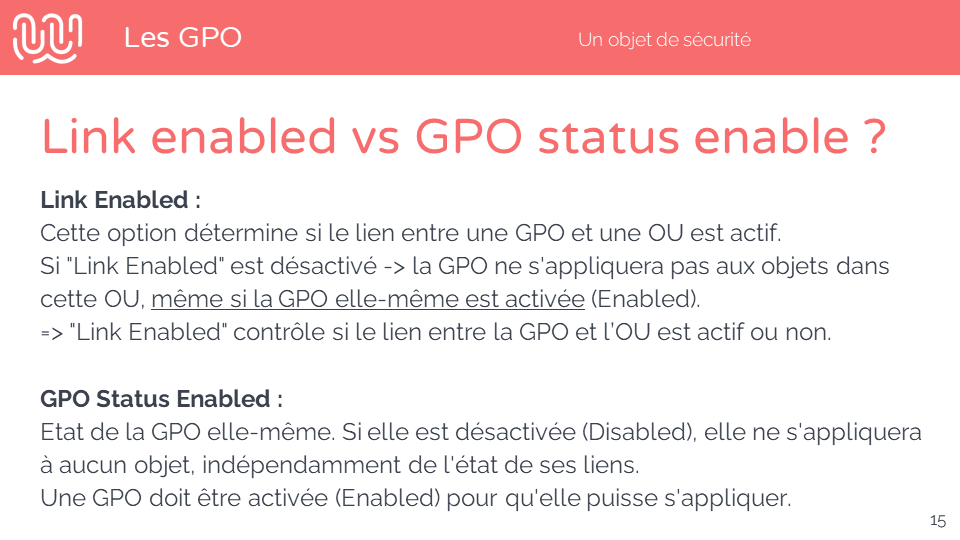 Les GPO
Un objet de sécurité
Link enabled vs GPO status enable ?
Link Enabled :
Cette option détermine si le lien entre une GPO et une OU est actif.
Si "Link Enabled" est désactivé -> la GPO ne s'appliquera pas aux objets dans
cette OU, même si la GPO elle-même est activée (Enabled).
=> "Link Enabled" contrôle si le lien entre la GPO et l’OU est actif ou non.
GPO Status Enabled :
Etat de la GPO elle-même. Si elle est désactivée (Disabled), elle ne s'appliquera
à aucun objet, indépendamment de l'état de ses liens.
Une GPO doit être activée (Enabled) pour qu'elle puisse s'appliquer.
15